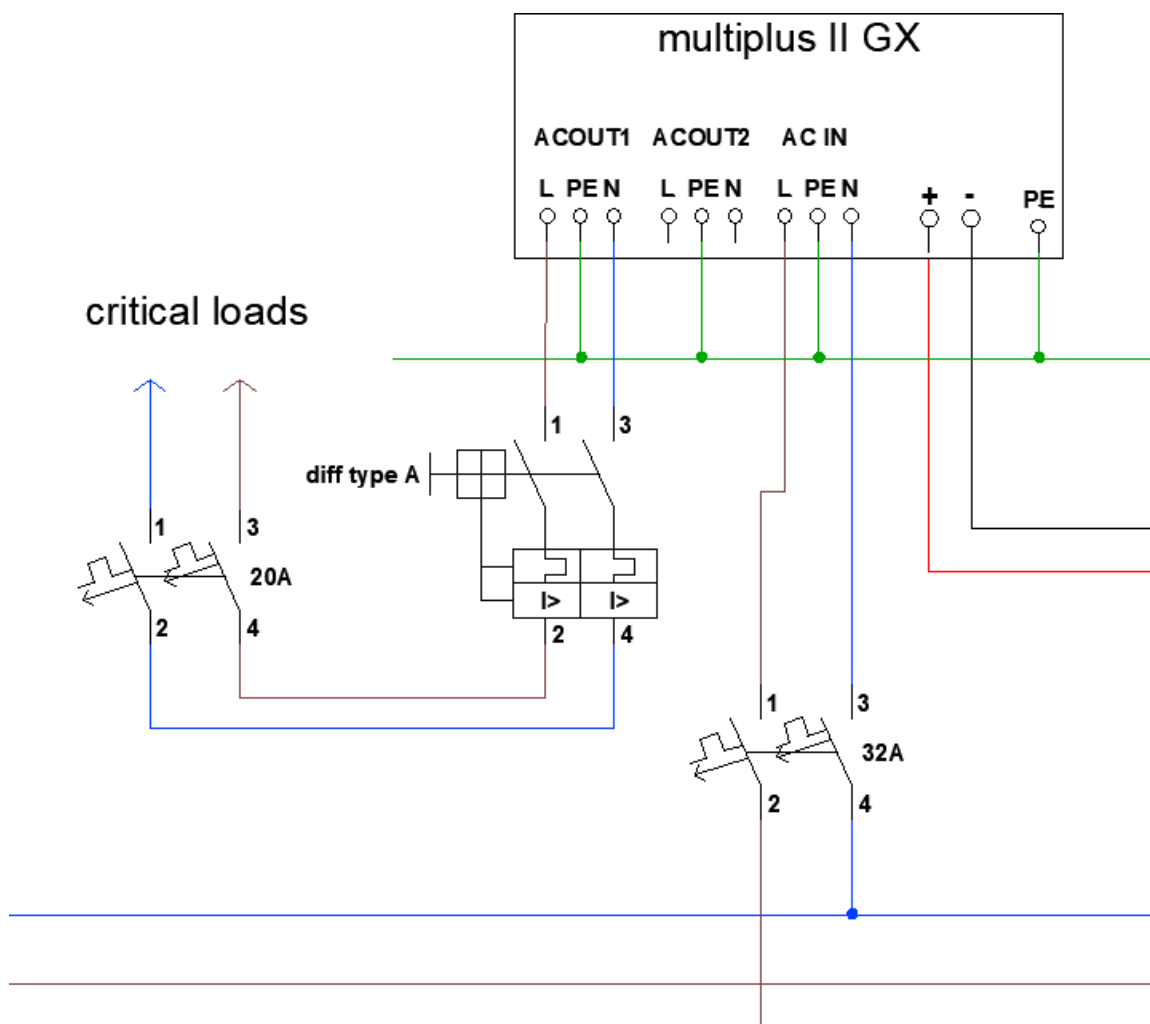 multiplus II GX
ACOUT1 ACOUT2 AC IN
L PE N L PE N L PE N + - PE
critical loads
1 3
diff type A
1 3
20A
I> I>
2 4
2 4
1 3
32A
2 4